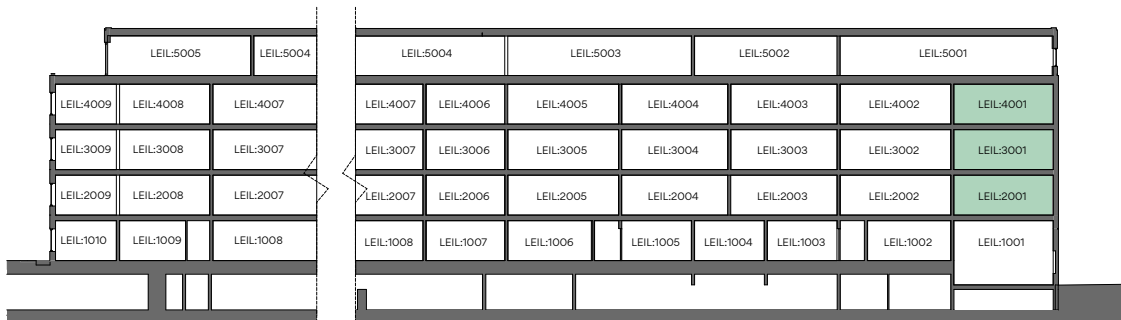 LEIL:5005 LEIL:5004 LEIL:5004 LEIL:5003 LEIL:5002 LEIL:5001
LEIL:4009 LEIL:4008 LEIL:4007 LEIL:4007 LEIL:4006 LEIL:4005 LEIL:4004 LEIL:4003 LEIL:4002 LEIL:4001
LEIL:3009 LEIL:3008 LEIL:3007 LEIL:3007 LEIL:3006 LEIL:3005 LEIL:3004 LEIL:3003 LEIL:3002 LEIL:3001
LEIL:2009 LEIL:2008 LEIL:2007 LEIL:2007 LEIL:2006 LEIL:2005 LEIL:2004 LEIL:2003 LEIL:2002 LEIL:2001
LEIL:1010 LEIL:1009 LEIL:1008 LEIL:1008 LEIL:1007 LEIL:1006 LEIL:1005 LEIL:1004 LEIL:1003 LEIL:1002 LEIL:1001